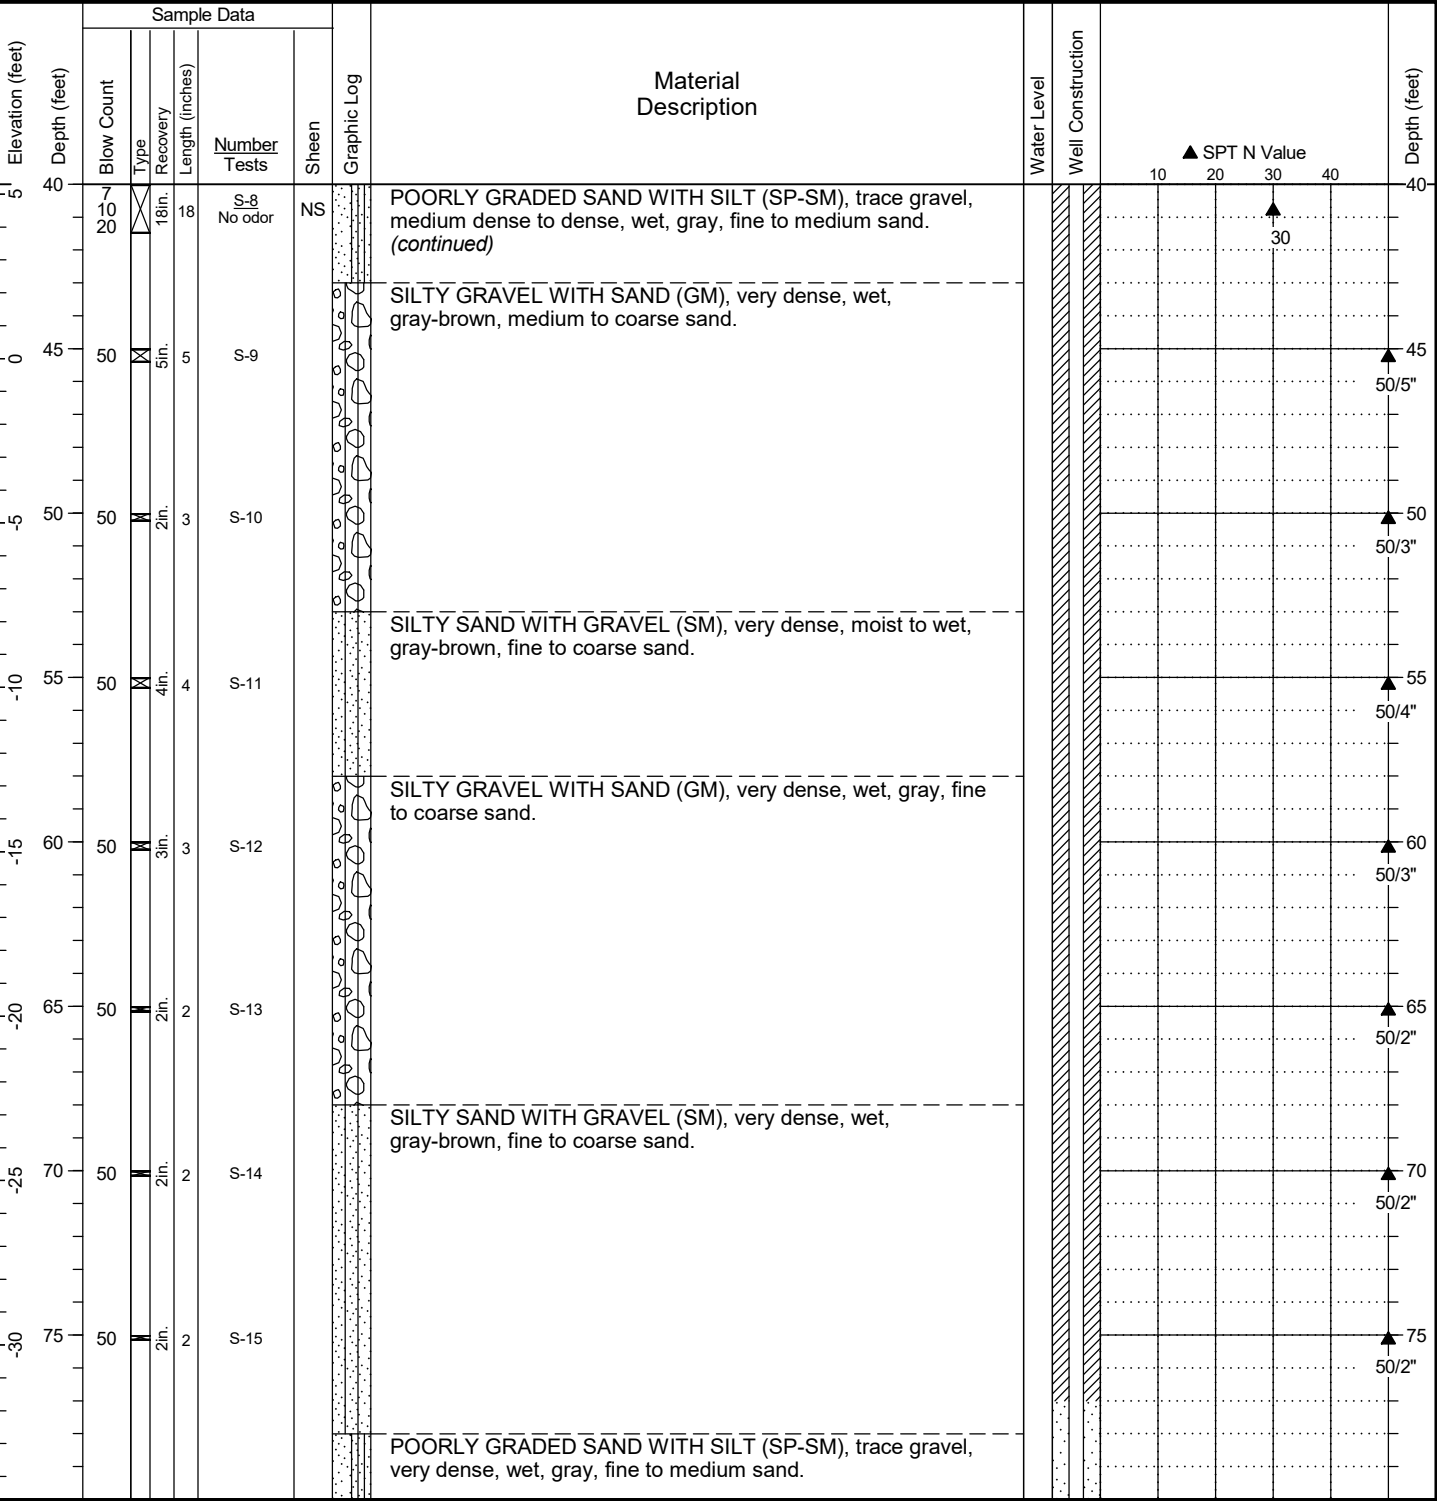 Sample Data
Elevation (feet)
Depth (feet)
Blow Count
Type
Recovery
Length (inches)
Number
Tests
Sheen
Graphic Log
Material
Description
Water Level
Well Construction
▲ SPT N Value
10 20 30 40
Depth (feet)
5
40
7
10
20
18in.
18
S-8
No odor
NS
POORLY GRADED SAND WITH SILT (SP-SM), trace gravel,
medium dense to dense, wet, gray, fine to medium sand.
(continued)
30
40
SILTY GRAVEL WITH SAND (GM), very dense, wet,
gray-brown, medium to coarse sand.
0
45
50
5in.
5
S-9
45
50/5"
-5
50
50
2in.
3
S-10
50
50/3"
SILTY SAND WITH GRAVEL (SM), very dense, moist to wet,
gray-brown, fine to coarse sand.
-10
55
50
4in.
4
S-11
55
50/4"
SILTY GRAVEL WITH SAND (GM), very dense, wet, gray, fine
to coarse sand.
-15
60
50
3in.
3
S-12
60
50/3"
-20
65
50
2in.
2
S-13
65
50/2"
SILTY SAND WITH GRAVEL (SM), very dense, wet,
gray-brown, fine to coarse sand.
-25
70
50
2in.
2
S-14
70
50/2"
-30
75
50
2in.
2
S-15
75
50/2"
POORLY GRADED SAND WITH SILT (SP-SM), trace gravel,
very dense, wet, gray, fine to medium sand.